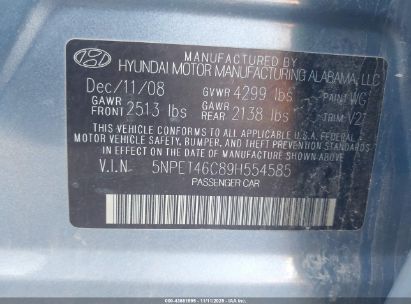 MANUFACTURED BY
HYUNDAI MOTOR MANUFACTURING ALABAMA, LLC
Dec/11/08 GVWR 4299 lbs PAINT WG
GAWR FRONT 2513 lbs GAWR REAR 2138 lbs TRIM VZ
THIS VEHICLE CONFORMS TO ALL APPLICABLE U.S.A. FEDERAL
MOTOR VEHICLE SAFETY, BUMPER, AND THEFT PREVENTION
STANDARDS IN EFFECT ON THE DATE OF MANUFACTURE SHOWN ABOVE.
V.I.N. 5NPET46C89H554585
PASSENGER CAR